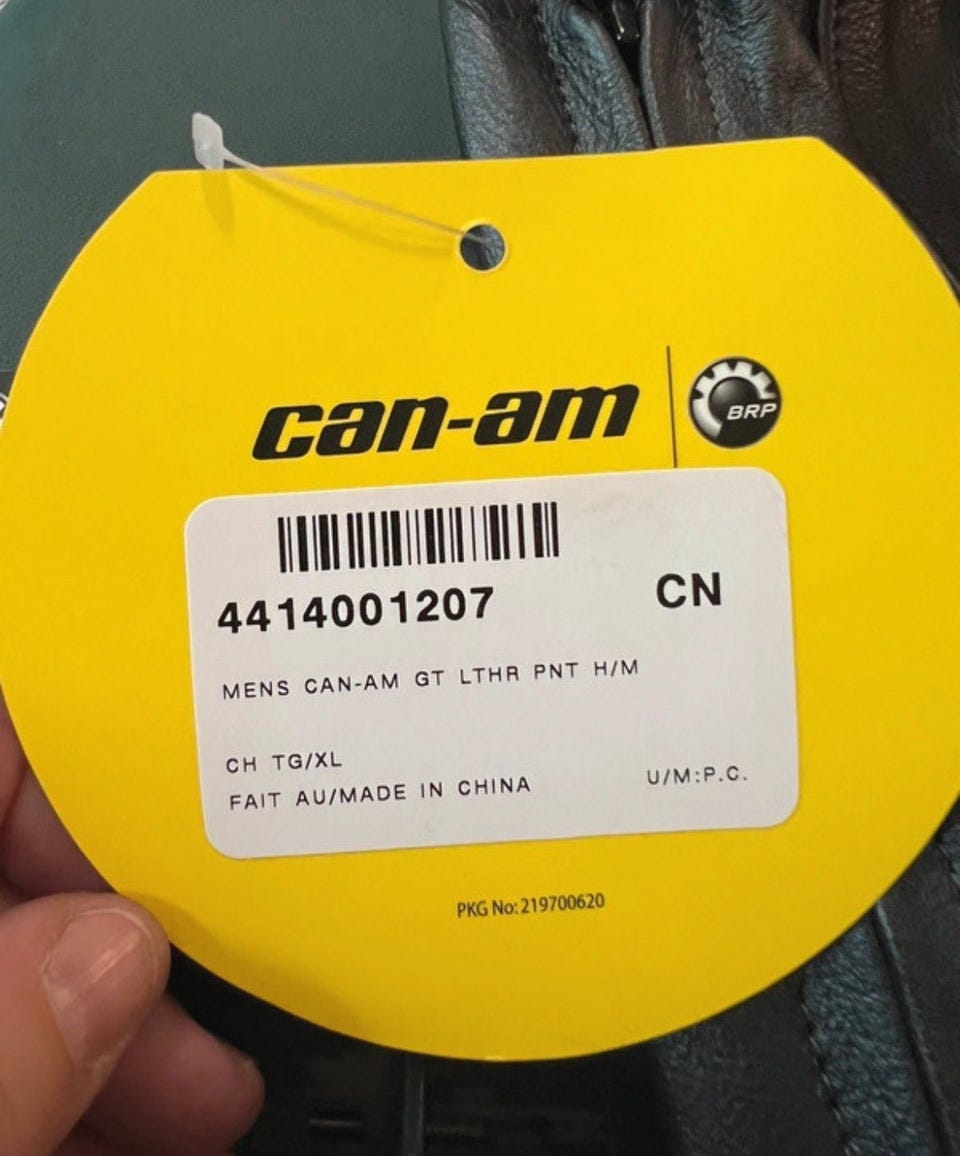 can-am
BRP
4414001207
CN
MENS CAN-AM GT LTHR PNT H/M
CH TG/XL
FAIT AU/MADE IN CHINA
U/M:P.C.
PKG No: 219700620